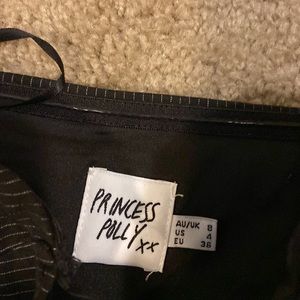 PRINCESS
POLLY xx
AU/UK 8
US 4
EU 36